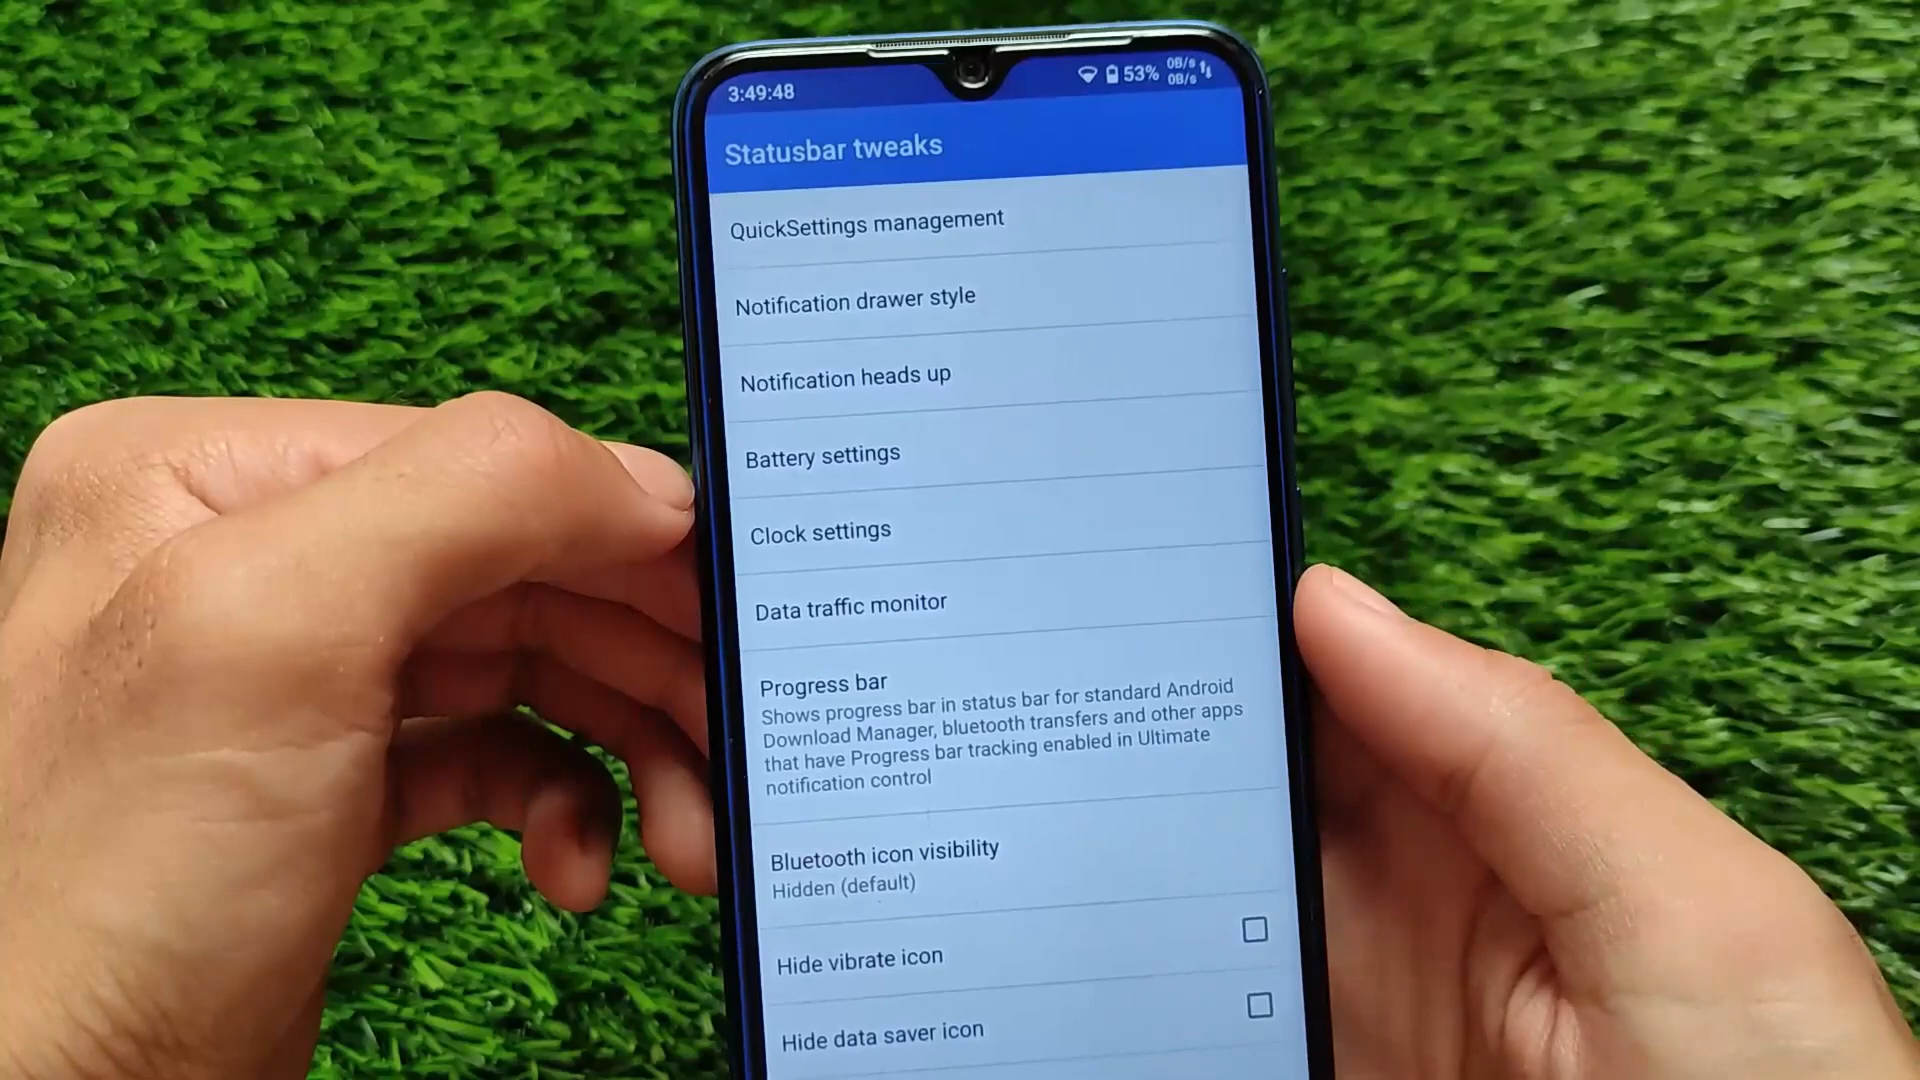 3:49:48
53%
0B/s
0B/s
Statusbar tweaks
QuickSettings management
Notification drawer style
Notification heads up
Battery settings
Clock settings
Data traffic monitor
Progress bar
Shows progress bar in status bar for standard Android
Download Manager, bluetooth transfers and other apps
that have Progress bar tracking enabled in Ultimate
notification control
Bluetooth icon visibility
Hidden (default)
Hide vibrate icon
Hide data saver icon